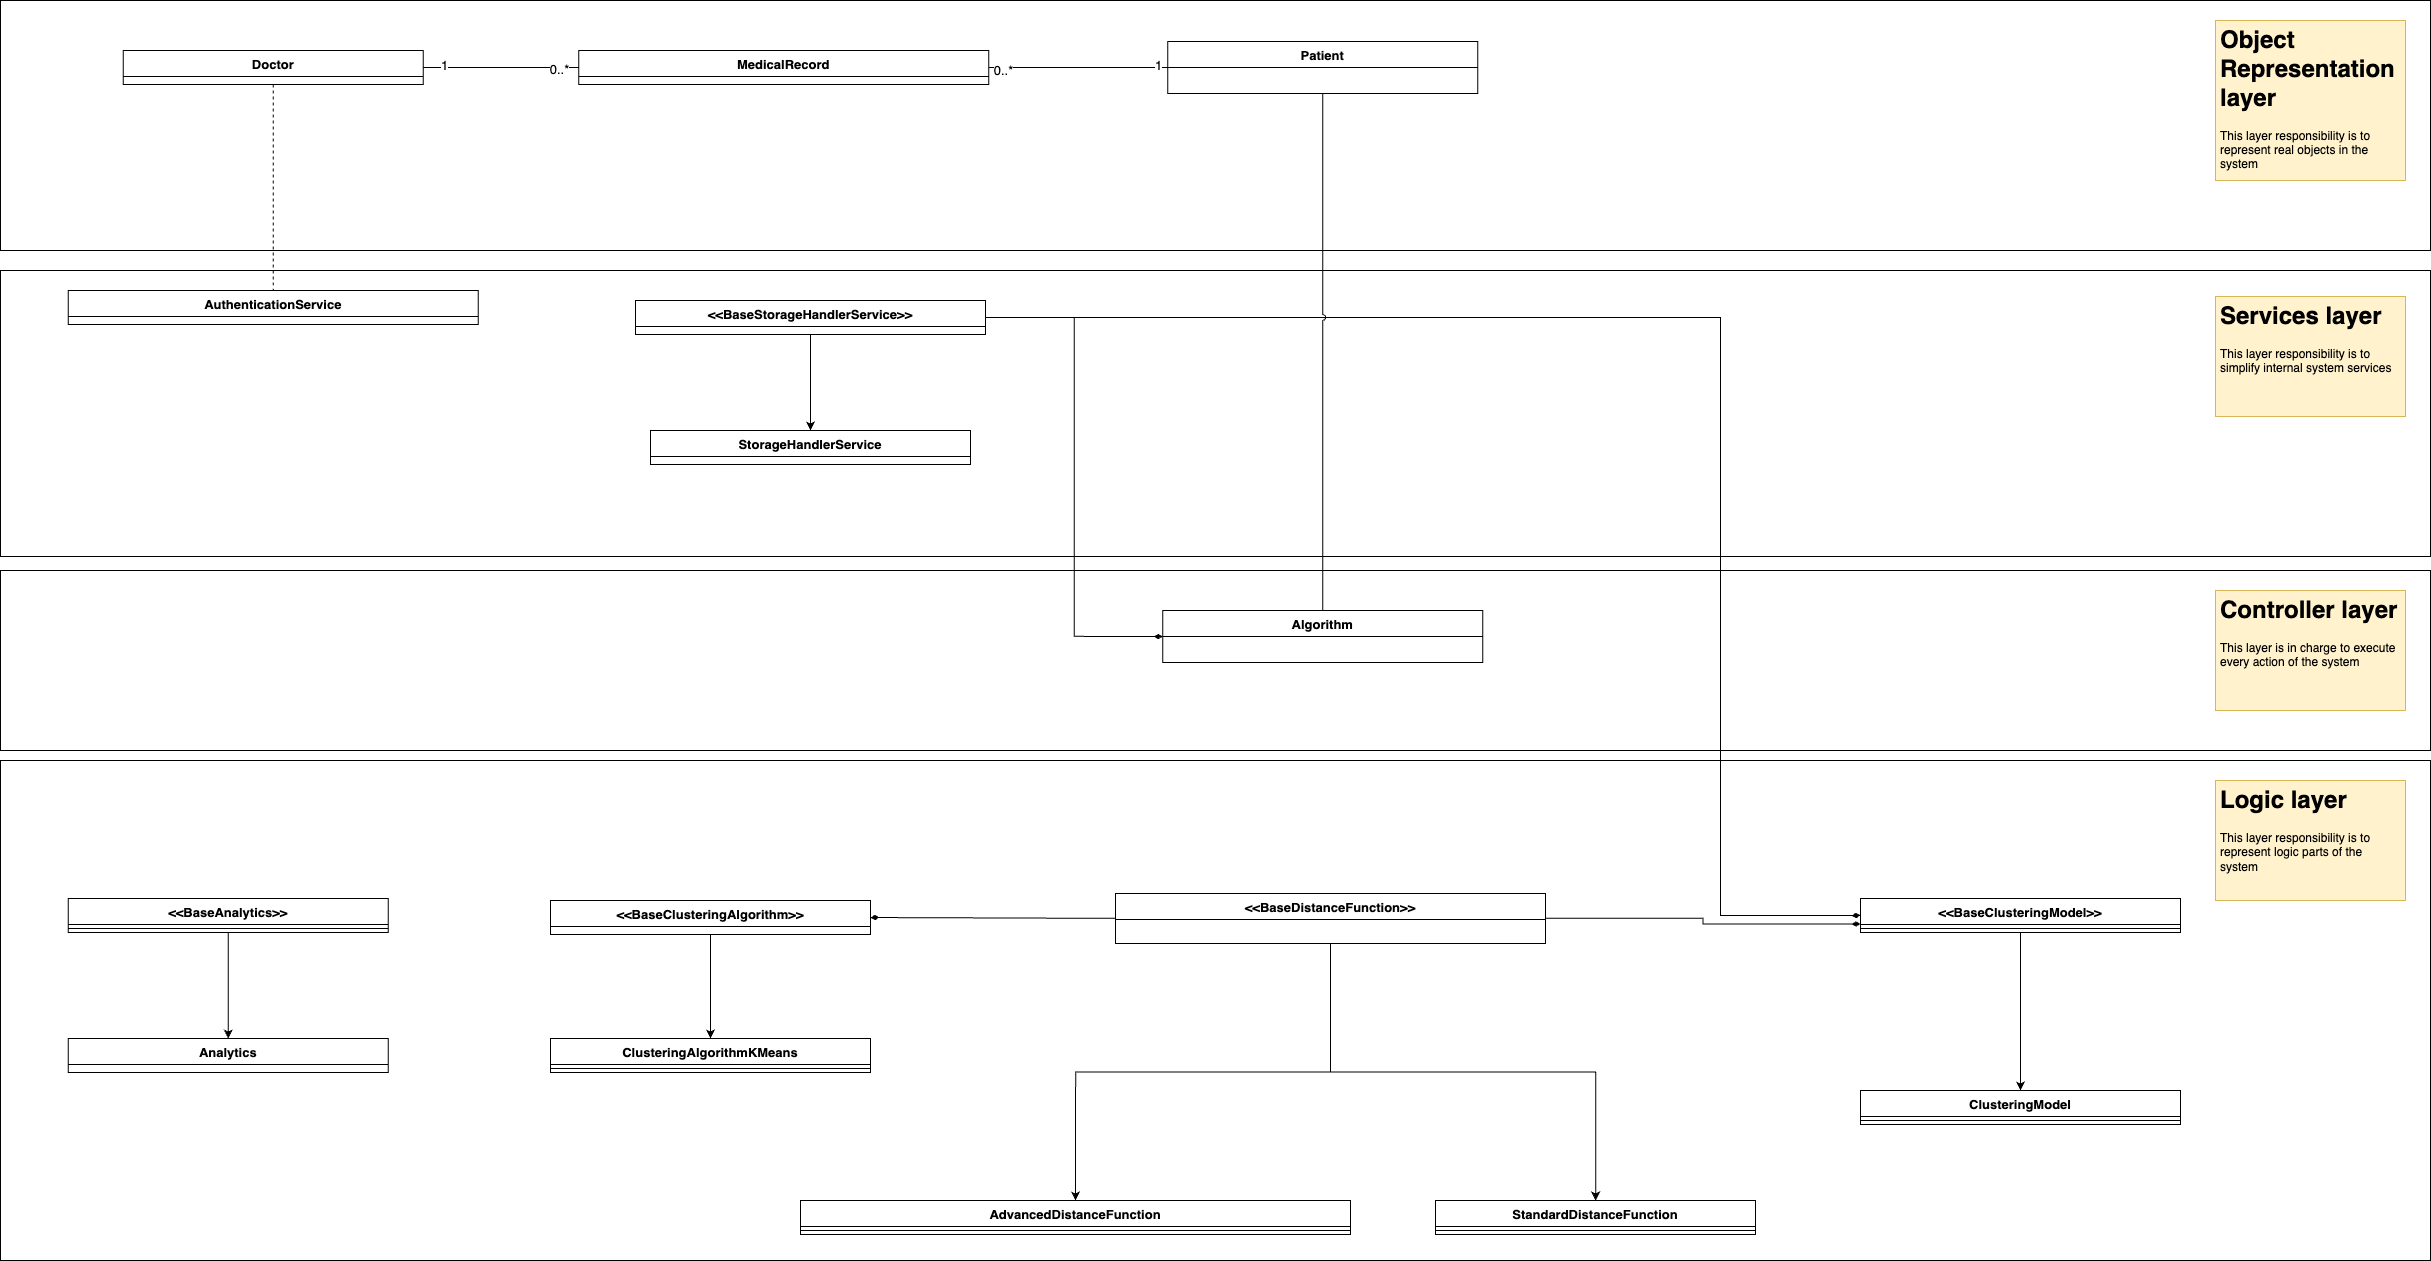 Doctor
1
0..*
MedicalRecord
0..*
1
Patient
Object
Representation
layer
This layer responsibility is to
represent real objects in the
system
AuthenticationService
<<BaseStorageHandlerService>>
StorageHandlerService
Services layer
This layer responsibility is to
simplify internal system services
Algorithm
Controller layer
This layer is in charge to execute
every action of the system
Logic layer
This layer responsibility is to
represent logic parts of the
system
<<BaseAnalytics>>
<<BaseClusteringAlgorithm>>
<<BaseDistanceFunction>>
<<BaseClusteringModel>>
Analytics
ClusteringAlgorithmKMeans
ClusteringModel
AdvancedDistanceFunction
StandardDistanceFunction